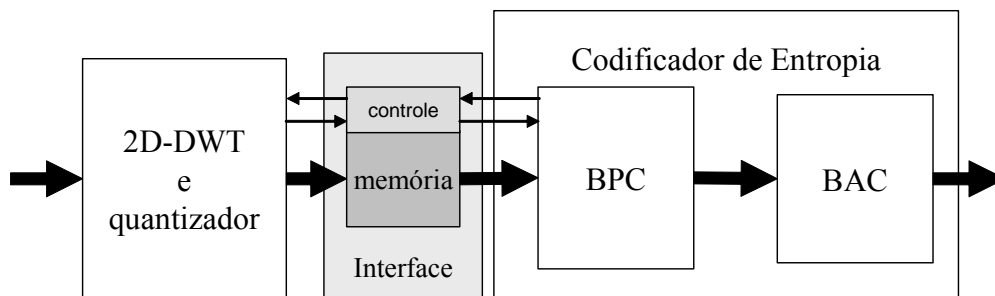 Codificador de Entropia
controle
2D-DWT
e
quantizador
memória
BPC
BAC
Interface